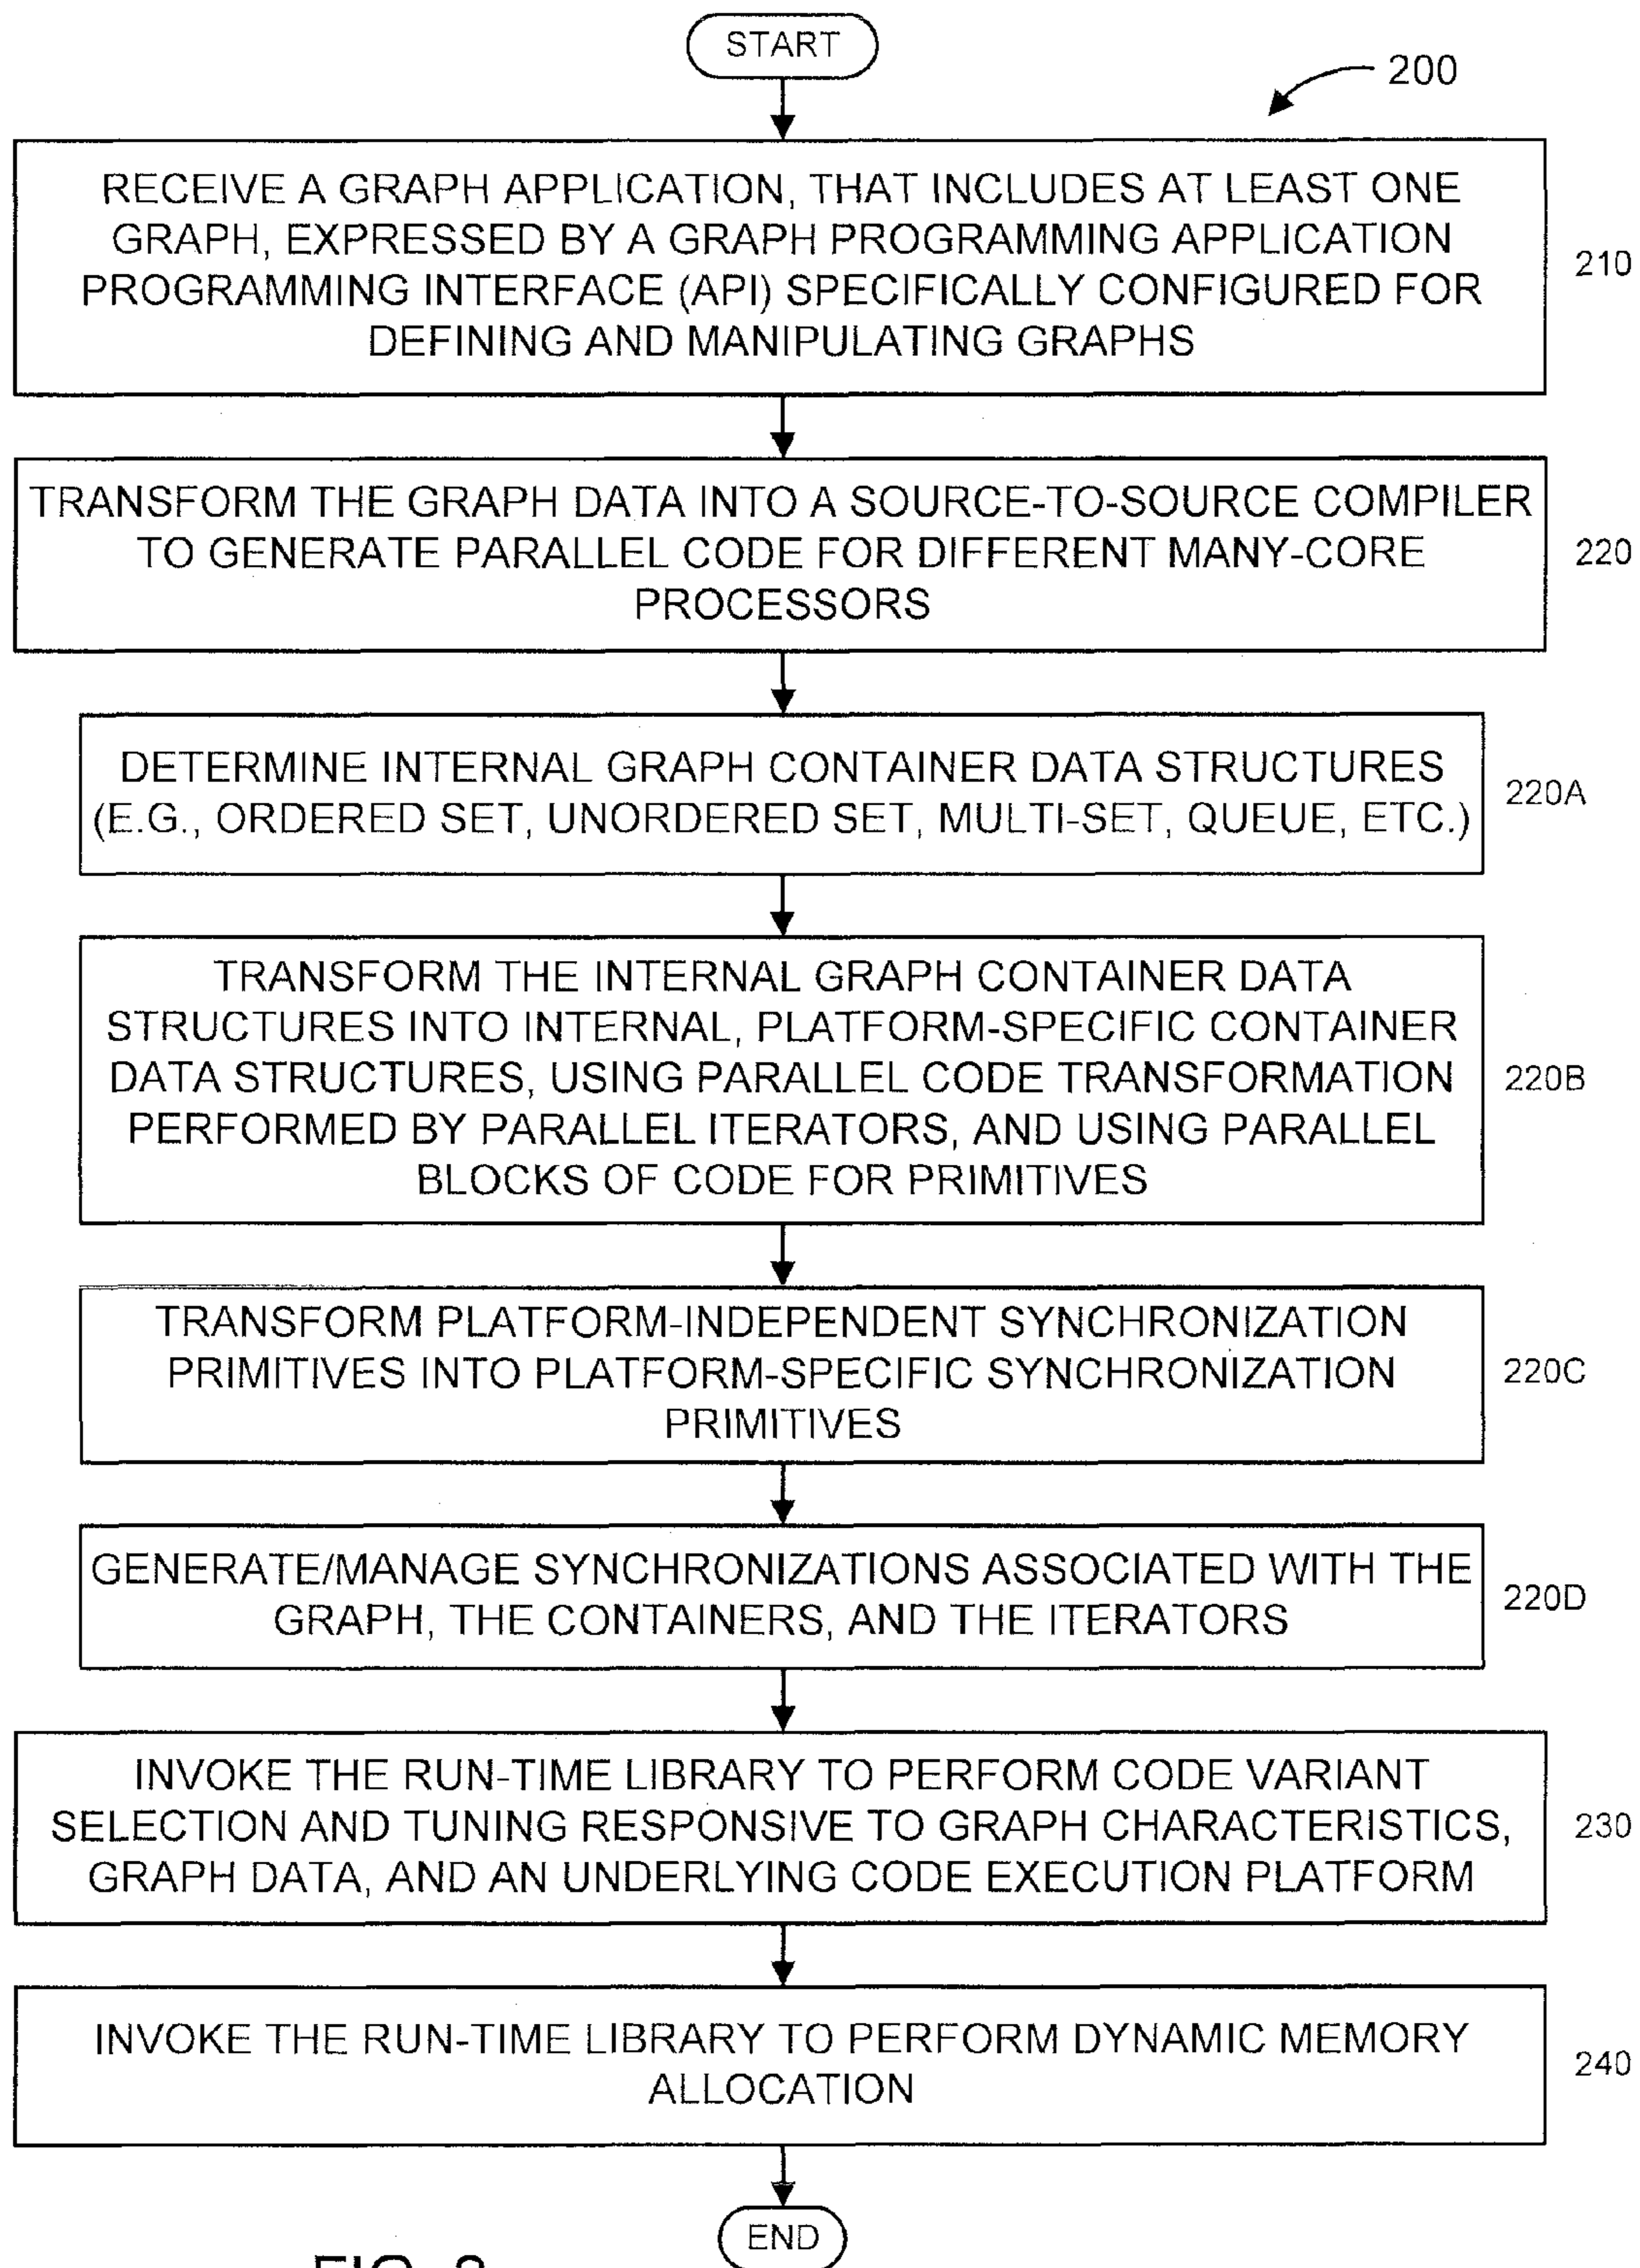 START
200
RECEIVE A GRAPH APPLICATION, THAT INCLUDES AT LEAST ONE
GRAPH, EXPRESSED BY A GRAPH PROGRAMMING APPLICATION
PROGRAMMING INTERFACE (API) SPECIFICALLY CONFIGURED FOR
DEFINING AND MANIPULATING GRAPHS
210
TRANSFORM THE GRAPH DATA INTO A SOURCE-TO-SOURCE COMPILER
TO GENERATE PARALLEL CODE FOR DIFFERENT MANY-CORE
PROCESSORS
220
DETERMINE INTERNAL GRAPH CONTAINER DATA STRUCTURES
(E.G., ORDERED SET, UNORDERED SET, MULTI-SET, QUEUE, ETC.)
220A
TRANSFORM THE INTERNAL GRAPH CONTAINER DATA
STRUCTURES INTO INTERNAL, PLATFORM-SPECIFIC CONTAINER
DATA STRUCTURES, USING PARALLEL CODE TRANSFORMATION
PERFORMED BY PARALLEL ITERATORS, AND USING PARALLEL
BLOCKS OF CODE FOR PRIMITIVES
220B
TRANSFORM PLATFORM-INDEPENDENT SYNCHRONIZATION
PRIMITIVES INTO PLATFORM-SPECIFIC SYNCHRONIZATION
PRIMITIVES
220C
GENERATE/MANAGE SYNCHRONIZATIONS ASSOCIATED WITH THE
GRAPH, THE CONTAINERS, AND THE ITERATORS
220D
INVOKE THE RUN-TIME LIBRARY TO PERFORM CODE VARIANT
SELECTION AND TUNING RESPONSIVE TO GRAPH CHARACTERISTICS,
GRAPH DATA, AND AN UNDERLYING CODE EXECUTION PLATFORM
230
INVOKE THE RUN-TIME LIBRARY TO PERFORM DYNAMIC MEMORY
ALLOCATION
240
END